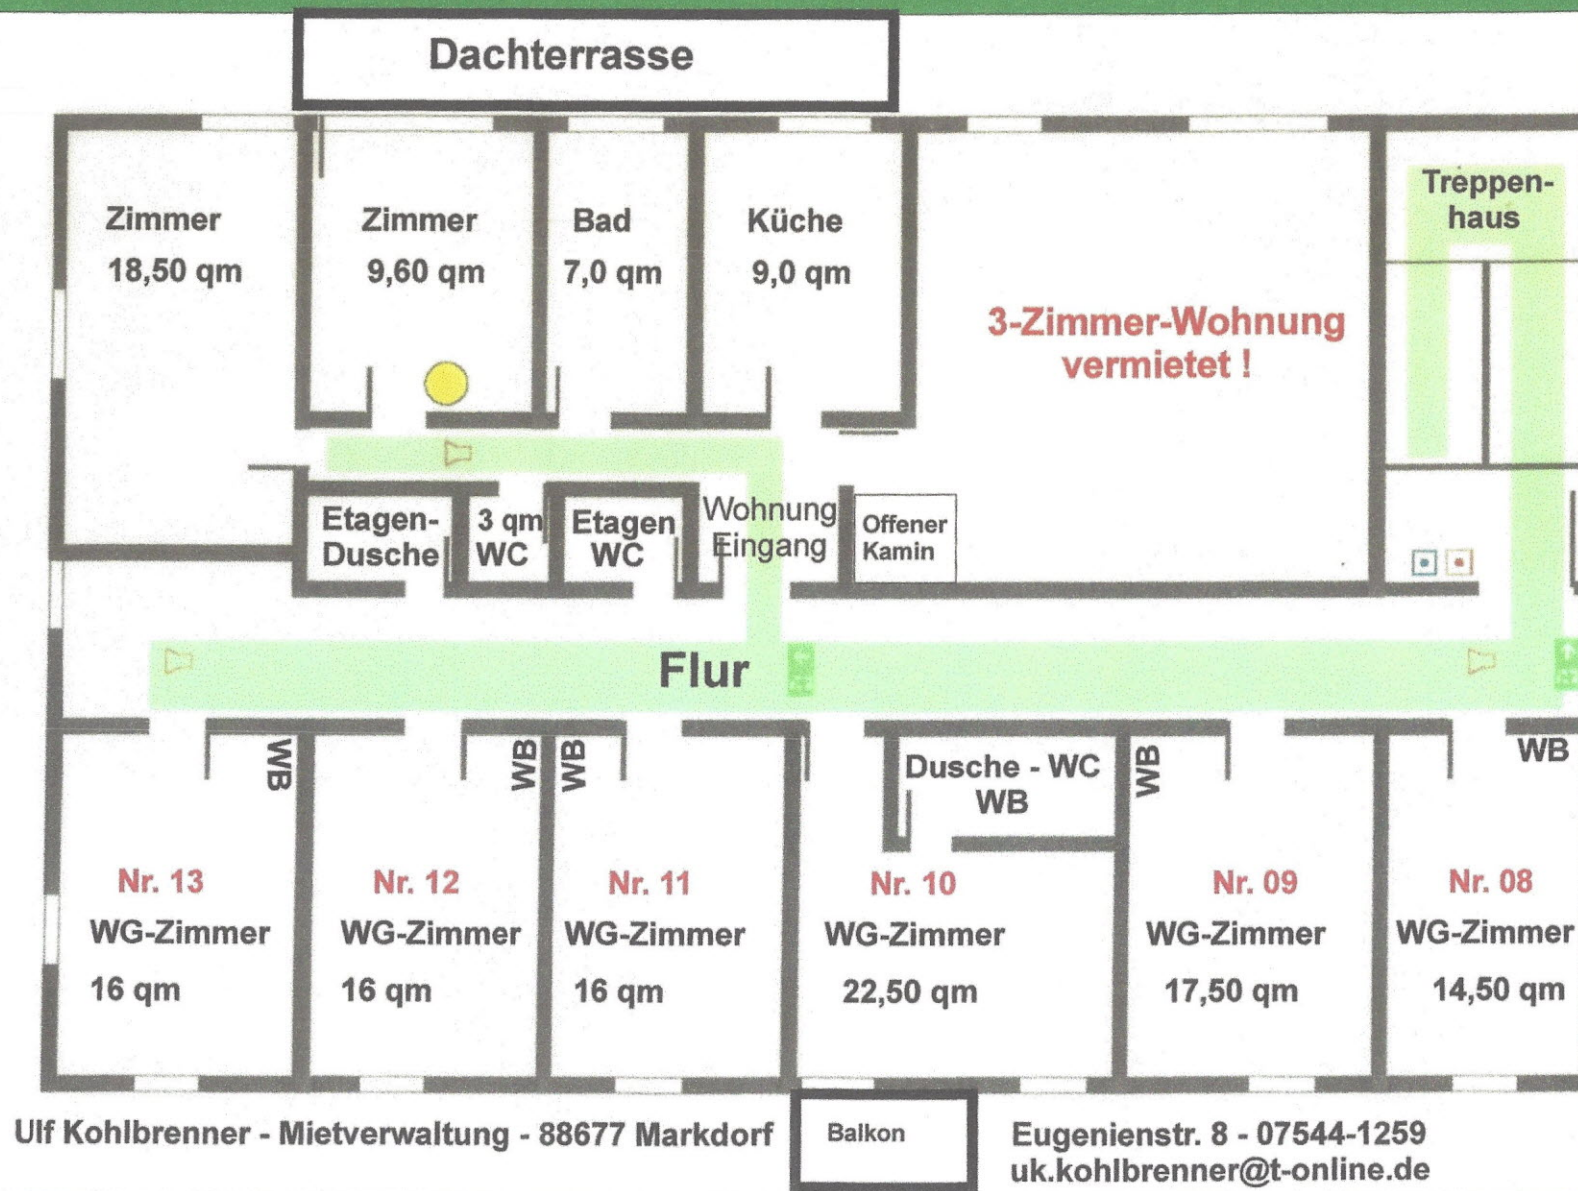 Dachterrasse
Zimmer
18,50 qm
Zimmer
9,60 qm
Bad
7,0 qm
Küche
9,0 qm
3-Zimmer-Wohnung
vermietet !
Treppen-
haus
Etagen-
Dusche
3 qm
WC
Etagen
WC
Wohnung
Eingang
Offener
Kamin
Flur
WB
WB
WB
Dusche - WC
WB
WB
WB
Nr. 13
WG-Zimmer
16 qm
Nr. 12
WG-Zimmer
16 qm
Nr. 11
WG-Zimmer
16 qm
Nr. 10
WG-Zimmer
22,50 qm
Nr. 09
WG-Zimmer
17,50 qm
Nr. 08
WG-Zimmer
14,50 qm
Ulf Kohlbrenner - Mietverwaltung - 88677 Markdorf
Balkon
Eugenienstr. 8 - 07544-1259
uk.kohlbrenner@t-online.de